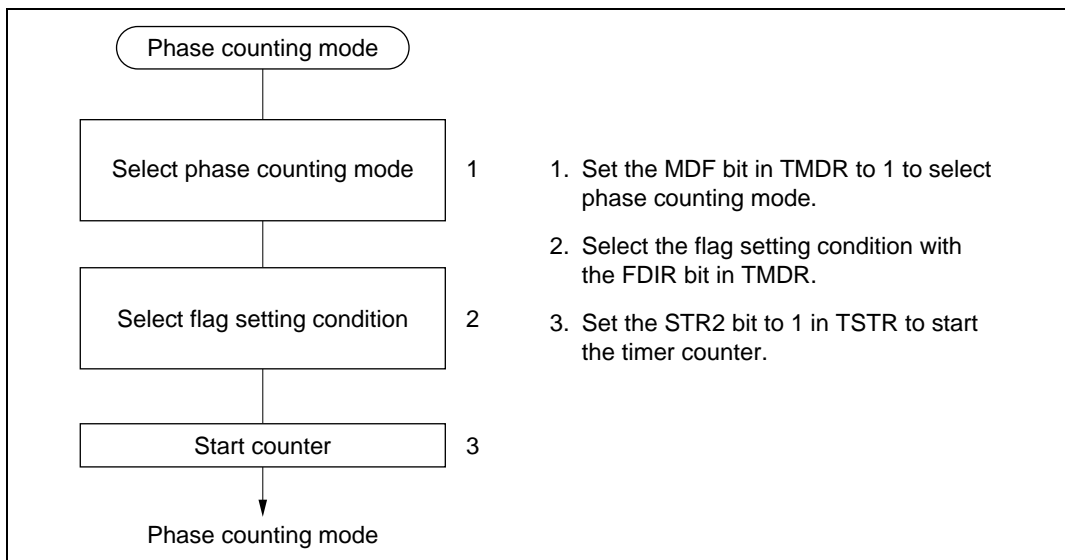 Phase counting mode
Select phase counting mode 1
Select flag setting condition 2
Start counter 3
Phase counting mode
1. Set the MDF bit in TMDR to 1 to select
phase counting mode.
2. Select the flag setting condition with
the FDIR bit in TMDR.
3. Set the STR2 bit to 1 in TSTR to start
the timer counter.